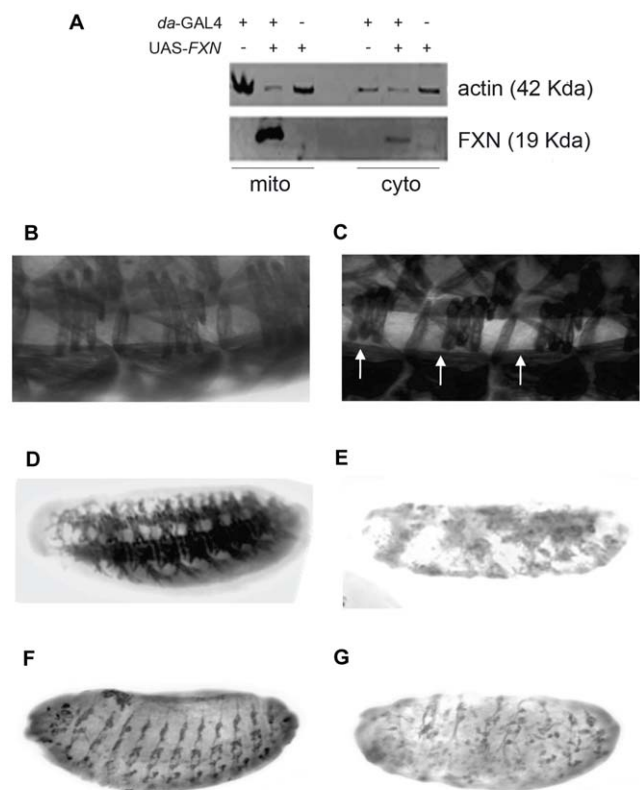 A
da-GAL4 + + - - + + -
UAS-FXN - + + - + +
actin (42 Kda)
FXN (19 Kda)
mito cyto
B C
D E
F G